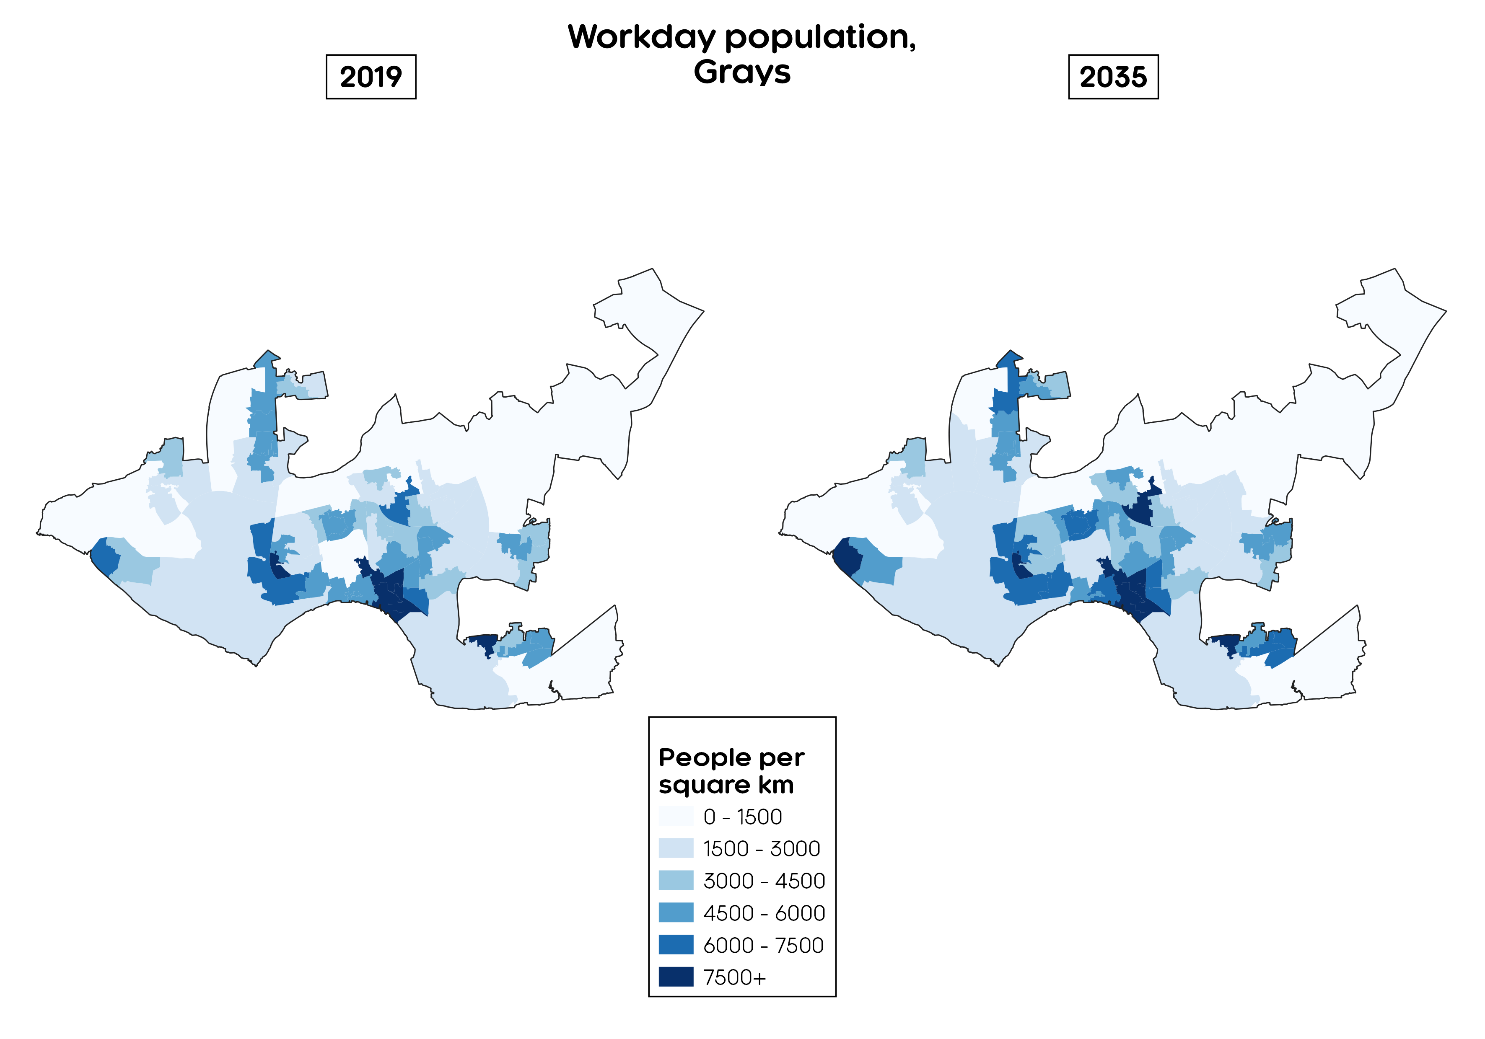 Workday population,
Grays
2019
2035
People per
square km
0 - 1500
1500 - 3000
3000 - 4500
4500 - 6000
6000 - 7500
7500+